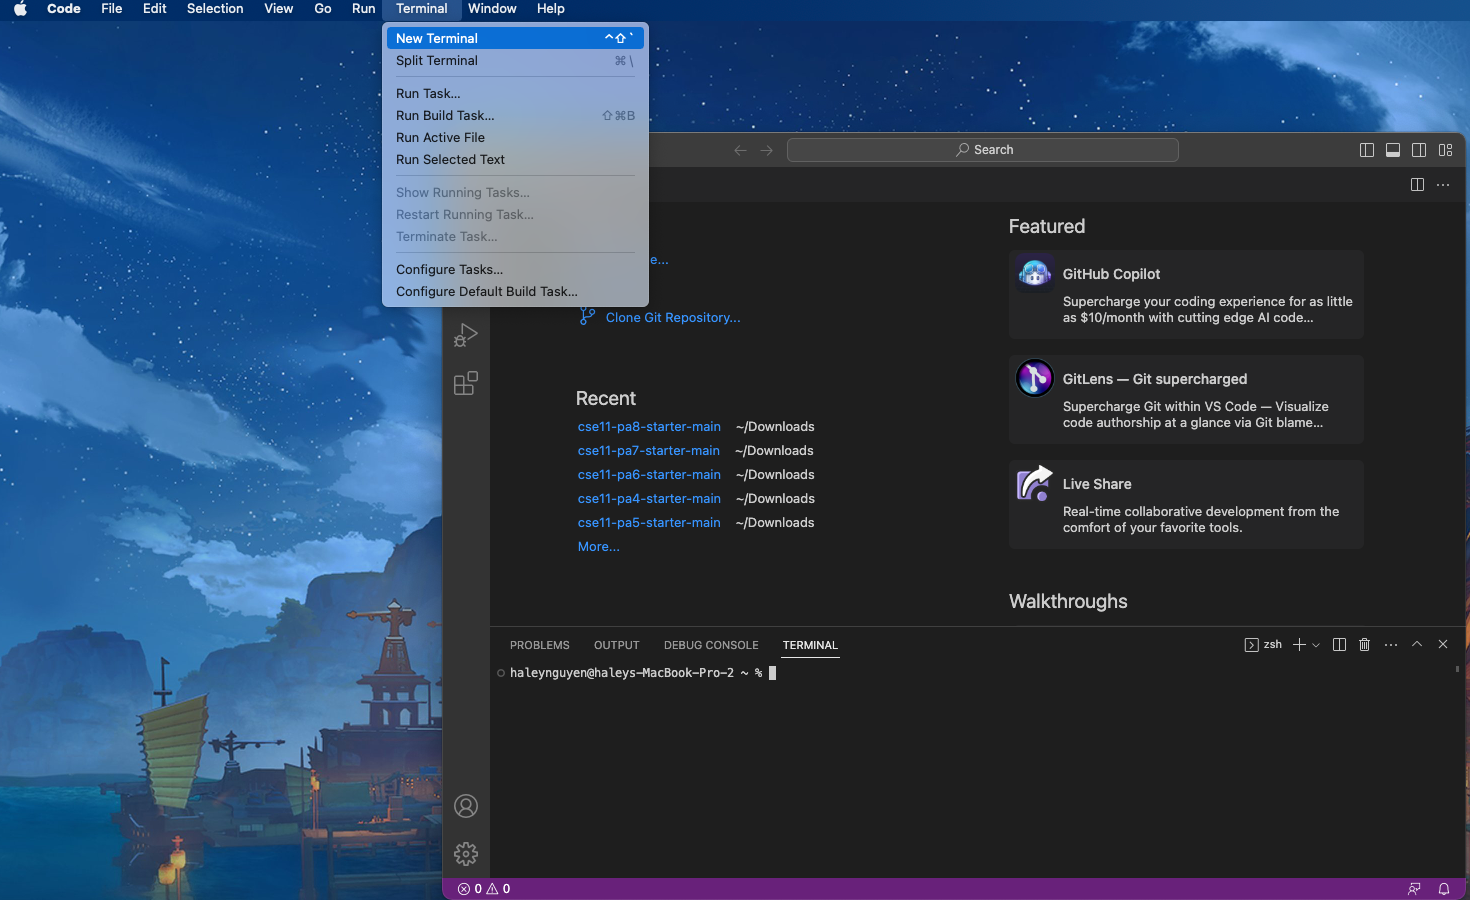 Code File Edit Selection View Go Run Terminal Window Help
New Terminal ^⇧`
Split Terminal ⌘\
Run Task...
Run Build Task... ⇧⌘B
Run Active File
Run Selected Text
Show Running Tasks...
Restart Running Task...
Terminate Task...
Configure Tasks...
Configure Default Build Task...
Search
e...
Clone Git Repository...
Recent
cse11-pa8-starter-main ~/Downloads
cse11-pa7-starter-main ~/Downloads
cse11-pa6-starter-main ~/Downloads
cse11-pa4-starter-main ~/Downloads
cse11-pa5-starter-main ~/Downloads
More...
Featured
GitHub Copilot
Supercharge your coding experience for as little
as $10/month with cutting edge AI code...
GitLens — Git supercharged
Supercharge Git within VS Code — Visualize
code authorship at a glance via Git blame...
Live Share
Real-time collaborative development from the
comfort of your favorite tools.
Walkthroughs
PROBLEMS OUTPUT DEBUG CONSOLE TERMINAL zsh
haleynguyen@haleys-MacBook-Pro-2 ~ %
0 0